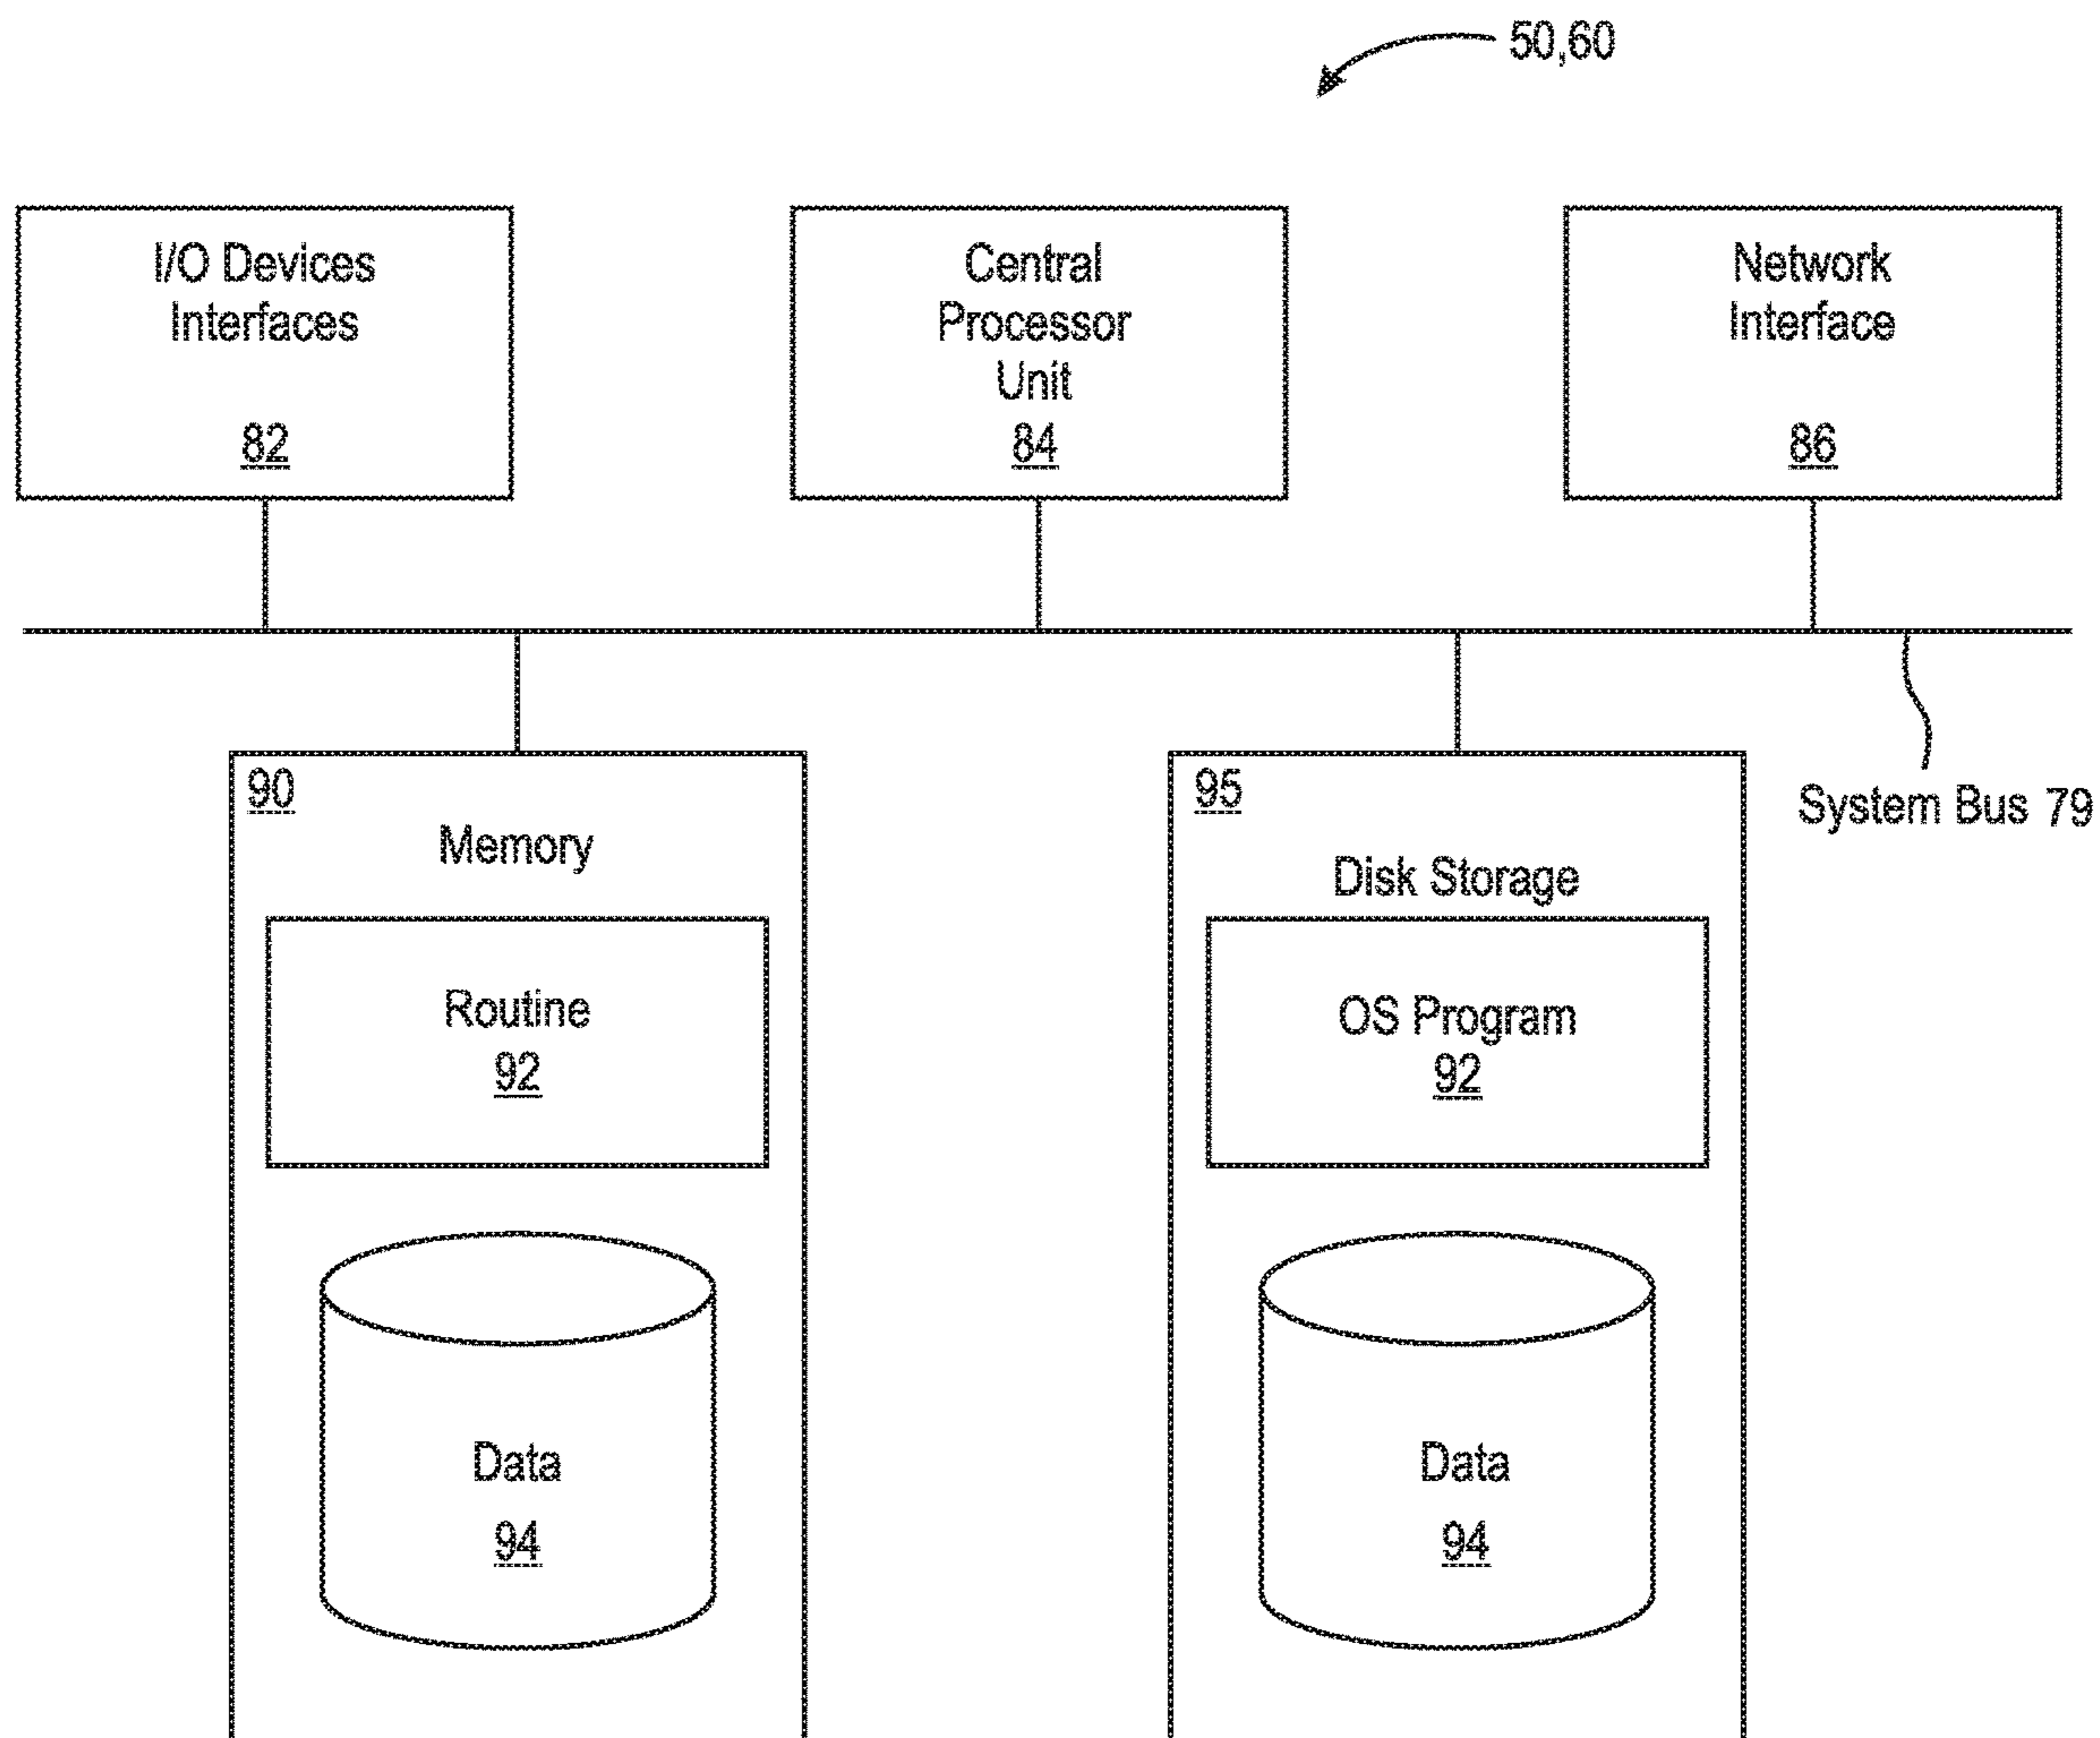 50,60
I/O Devices
Interfaces
82
Central
Processor
Unit
84
Network
Interface
86
System Bus 79
90
Memory
Routine
92
Data
94
95
Disk Storage
OS Program
92
Data
94